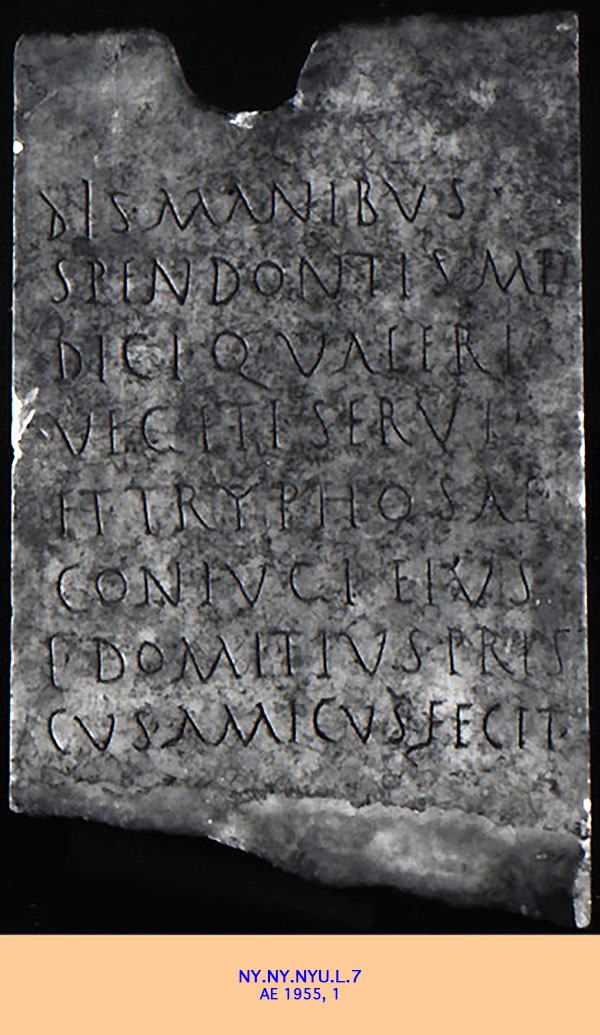 DIS·MANIBVS
SPENDONTIS ME
DICI Q VALERI
VEGETI SERVI
ET TRYPHOSAE
CONIVGI EIVS
P DOMITIVS·PRIS
CVS·AMICVS FECIT
NY.NY.NYU.L.7
AE 1955, 1